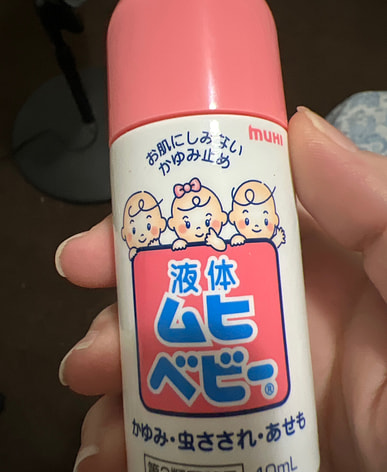 muHI
お肌にしみない
かゆみ止め
液体
ムヒ
ベビー®
かゆみ・虫さされ・あせも